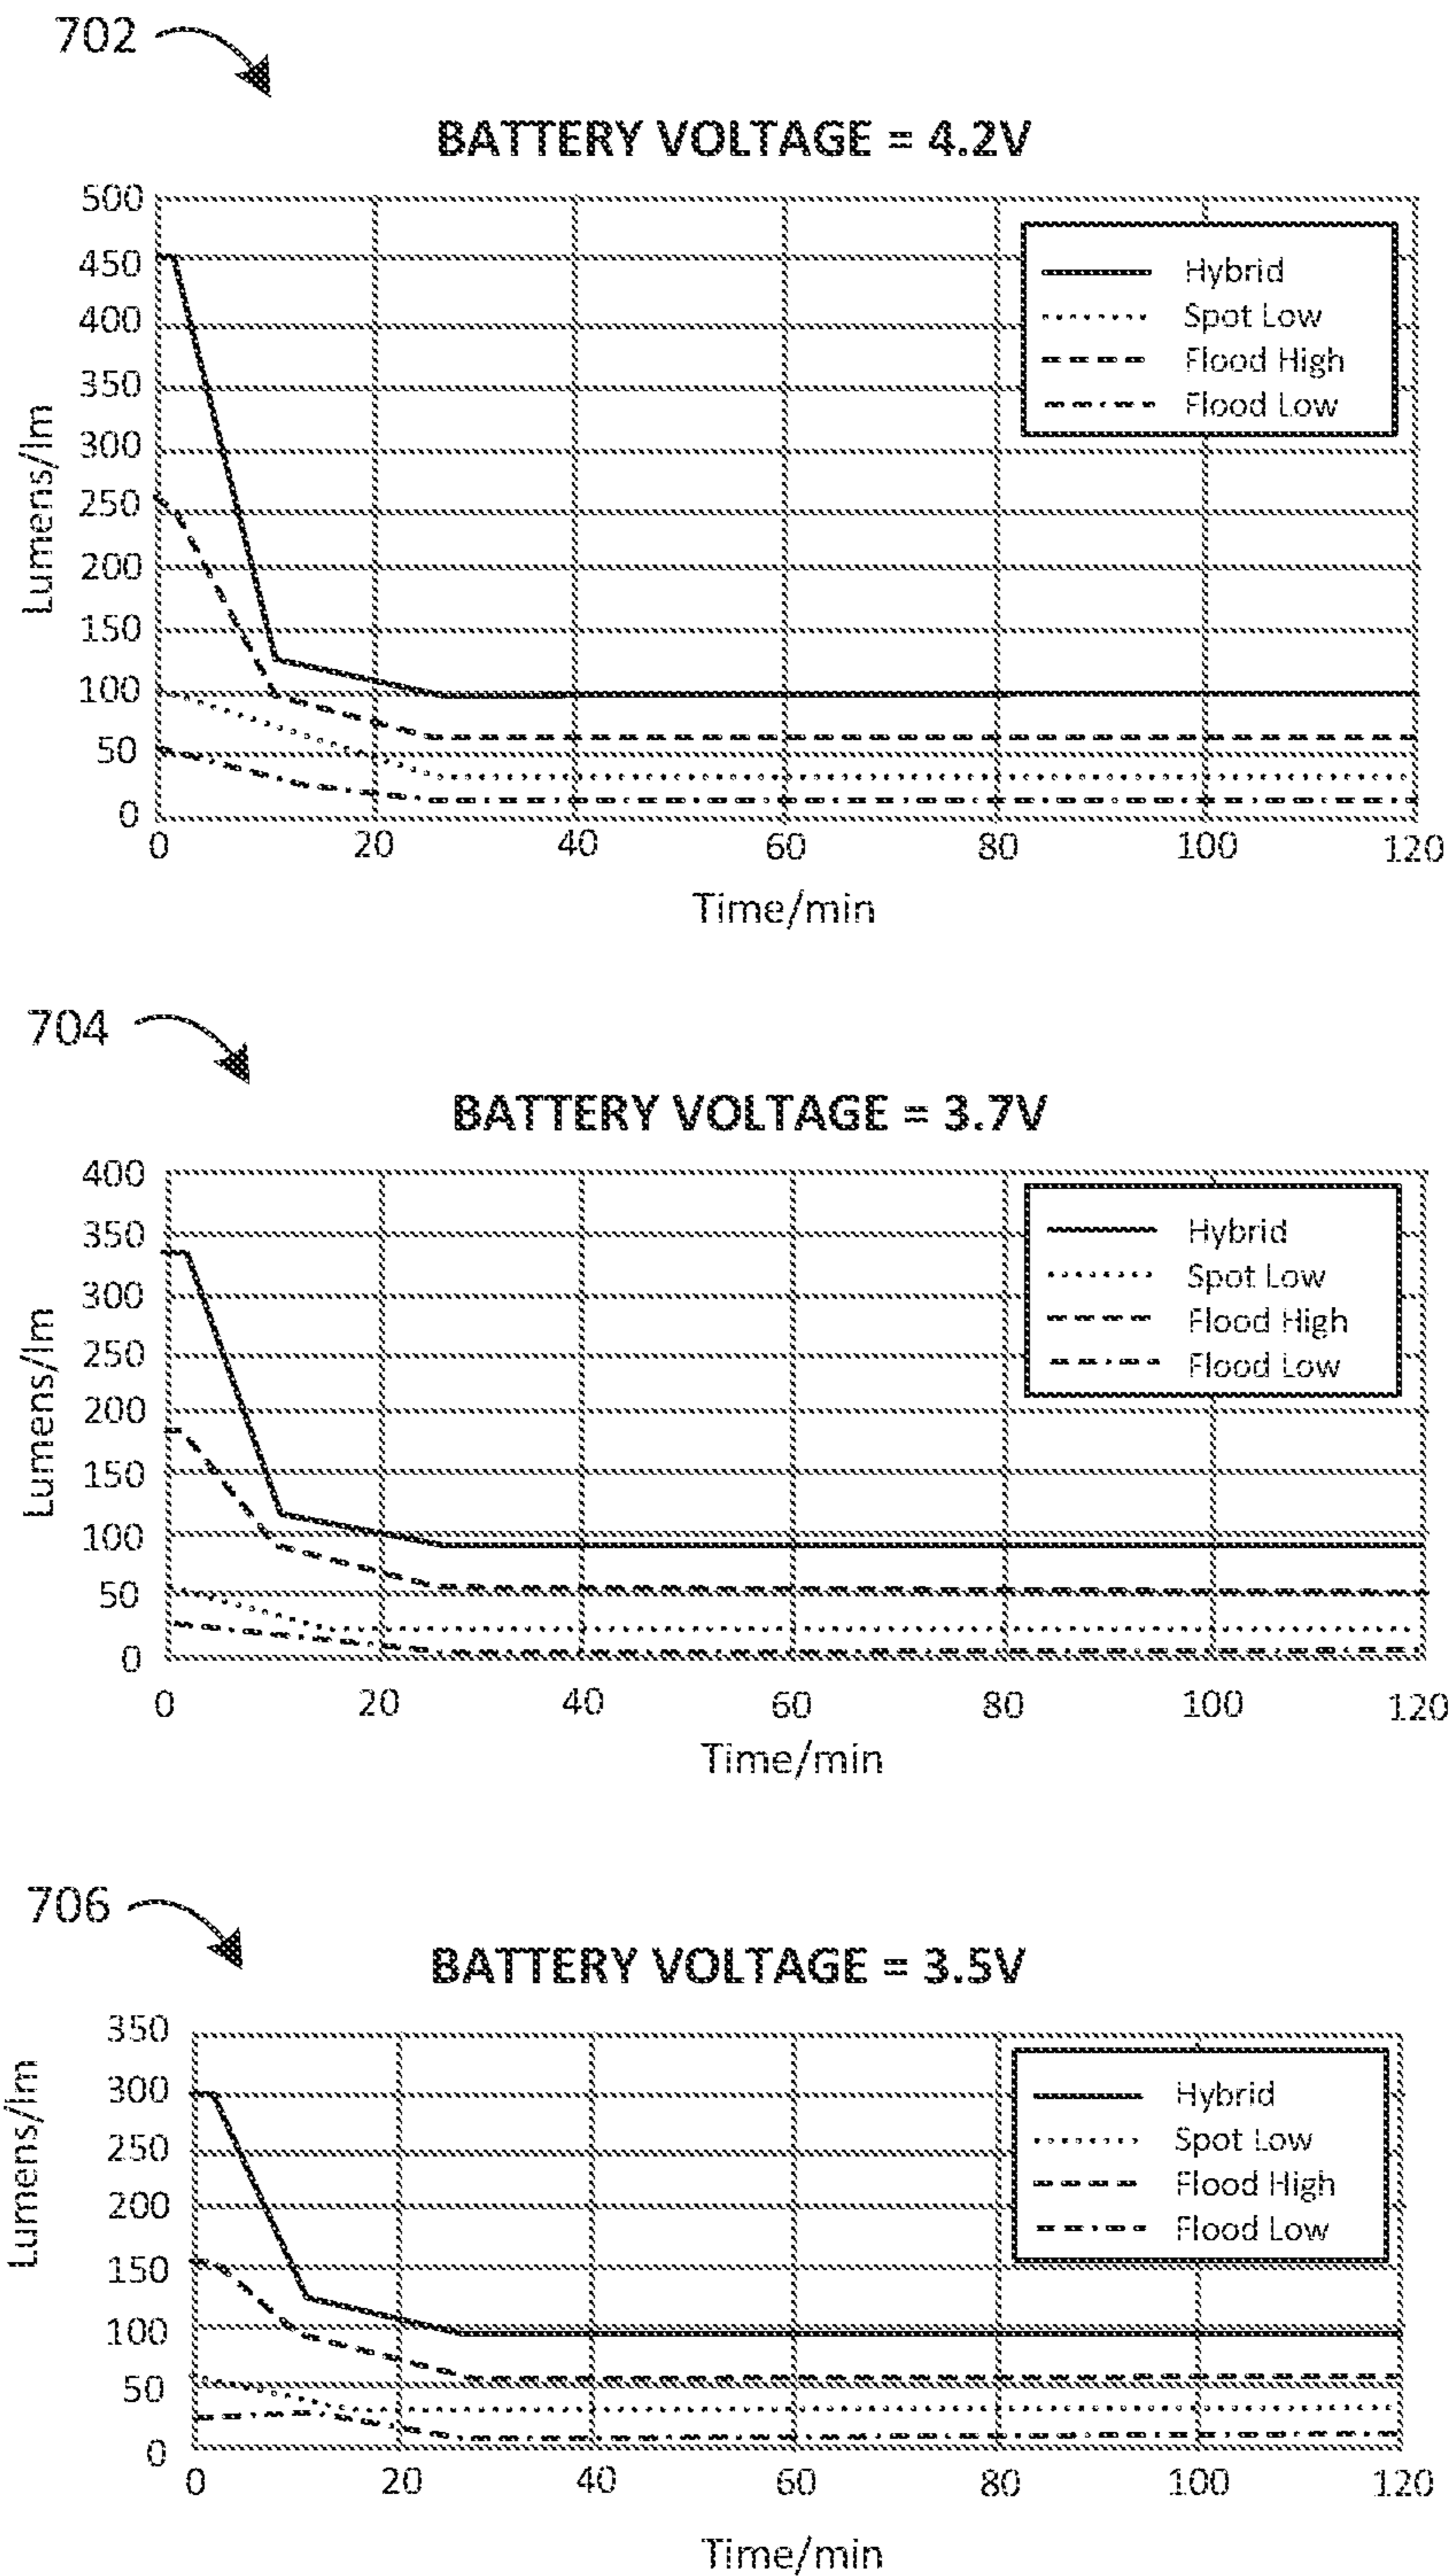 702
BATTERY VOLTAGE = 4.2V
500
450
400
350
300
250
200
150
100
50
0
Lumens/lm
Hybrid
Spot Low
Flood High
Flood Low
0 20 40 60 80 100 120
Time/min
704
BATTERY VOLTAGE = 3.7V
400
350
300
250
200
150
100
50
0
Lumens/lm
Hybrid
Spot Low
Flood High
Flood Low
0 20 40 60 80 100 120
Time/min
706
BATTERY VOLTAGE = 3.5V
350
300
250
200
150
100
50
0
Lumens/lm
Hybrid
Spot Low
Flood High
Flood Low
0 20 40 60 80 100 120
Time/min